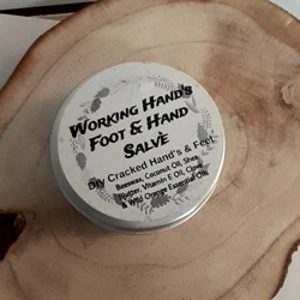 Working Hand's
Foot & Hand
Salve
Dry Cracked Hand's & Feet
Beeswax, Coconut Oil, Shea
Butter, Vitamin E Oil, Clove
& Wild Orange Essential Oils